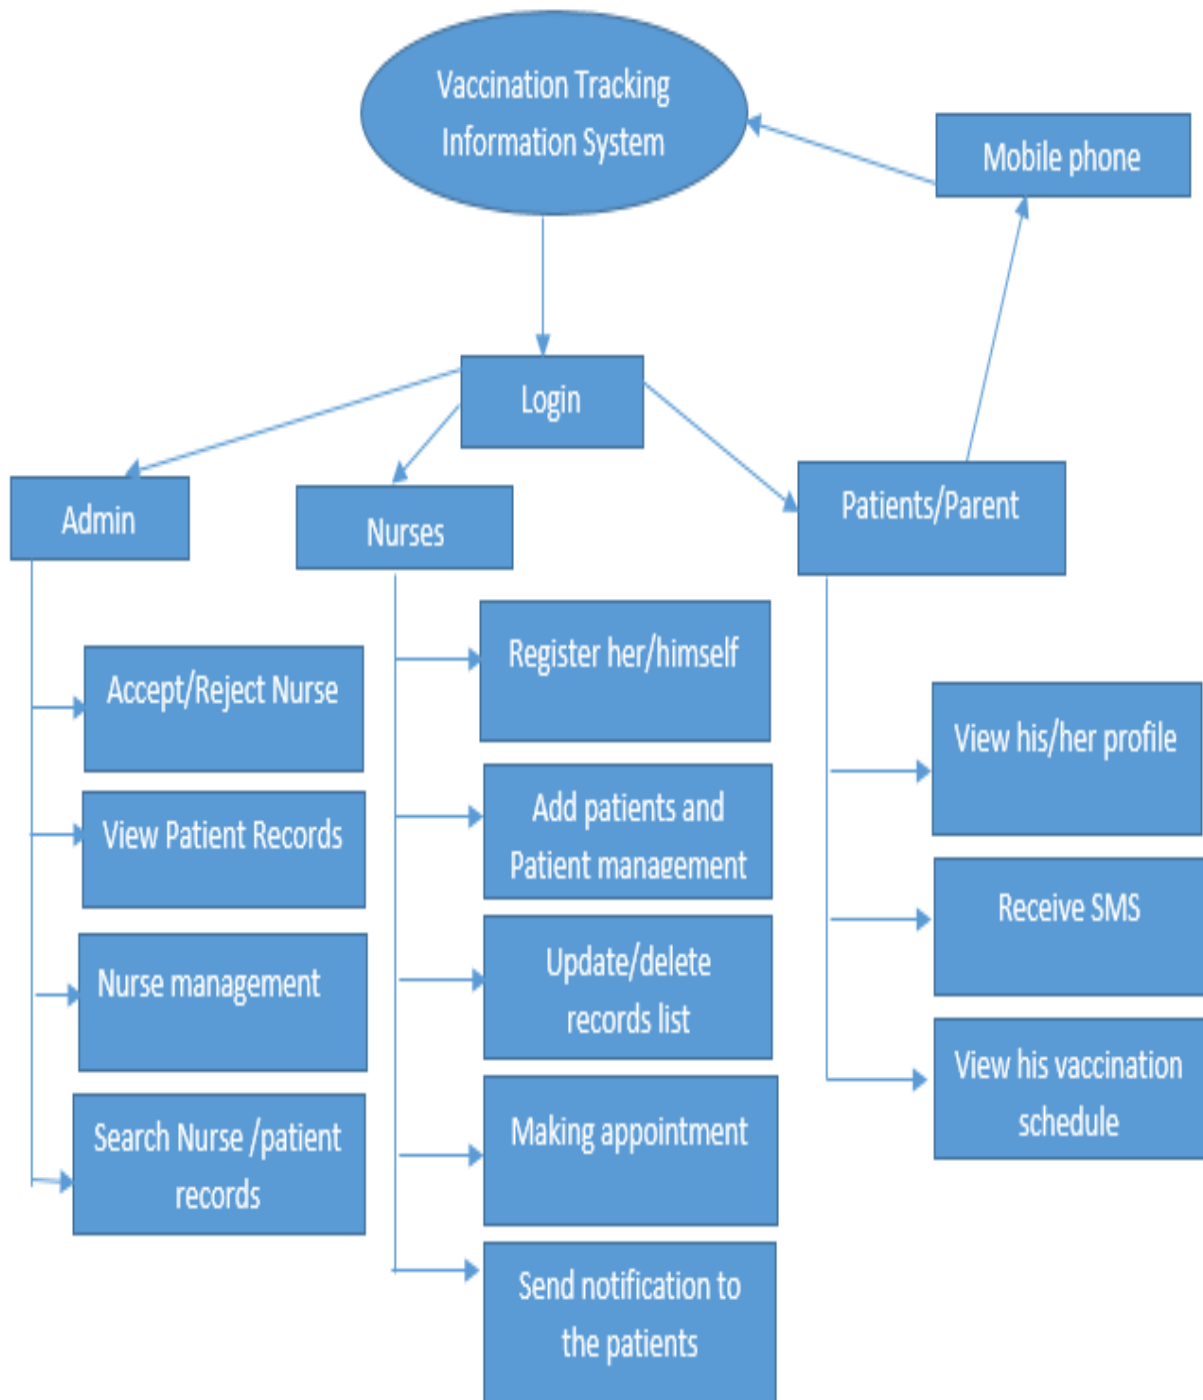 Vaccination Tracking
Information System
Mobile phone
Login
Admin
Nurses
Patients/Parent
Accept/Reject Nurse
View Patient Records
Nurse management
Search Nurse /patient
records
Register her/himself
Add patients and
Patient management
Update/delete
records list
Making appointment
Send notification to
the patients
View his/her profile
Receive SMS
View his vaccination
schedule